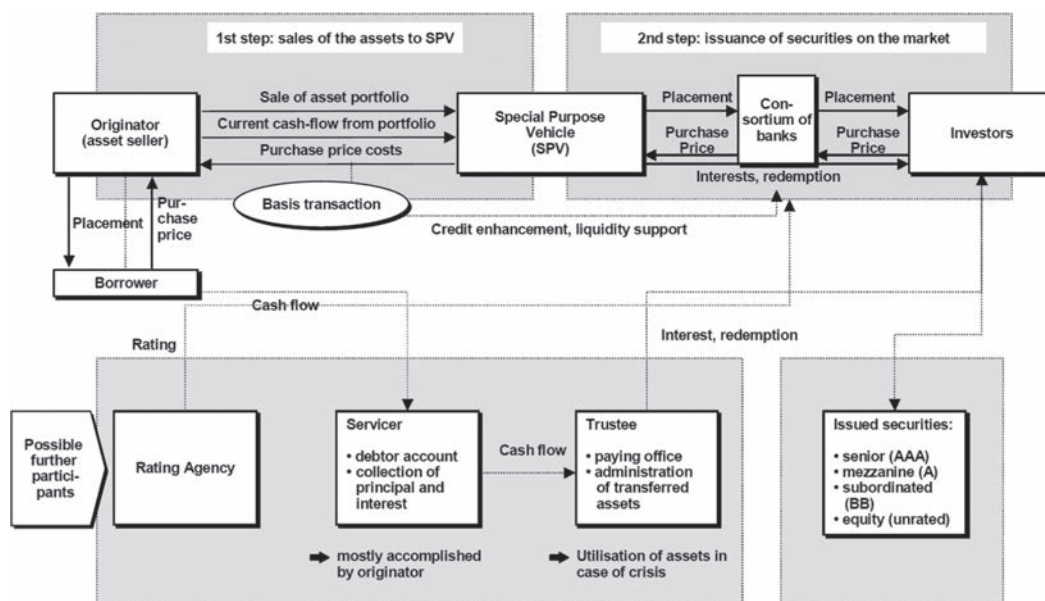 1st step: sales of the assets to SPV
2nd step: issuance of securities on the market
Originator
(asset seller)
Sale of asset portfolio
Current cash-flow from portfolio
Purchase price costs
Special Purpose
Vehicle
(SPV)
Placement
Purchase
Price
Con-
sortium of
banks
Placement
Purchase
Price
Investors
Interests, redemption
Basis transaction
Credit enhancement, liquidity support
Placement
Pur-
chase
price
Borrower
Cash flow
Rating
Interest, redemption
Possible
further
partici-
pants
Rating Agency
Servicer
• debtor account
• collection of
principal and
interest
Cash flow
Trustee
• paying office
• administration
of transferred
assets
Issued securities:
• senior (AAA)
• mezzanine (A)
• subordinated
(BB)
• equity (unrated)
mostly accomplished
by originator
Utilisation of assets in
case of crisis